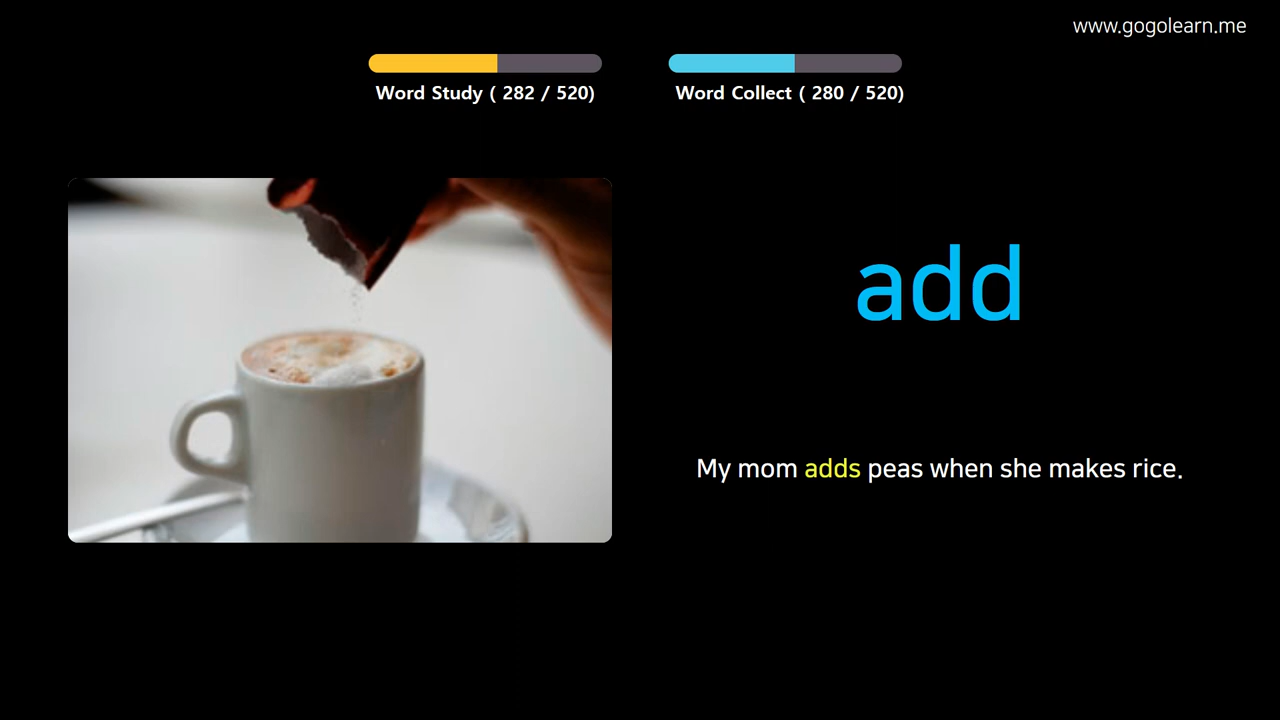 www.gogolearn.me
Word Study ( 282 / 520)
Word Collect ( 280 / 520)
add
My mom adds peas when she makes rice.